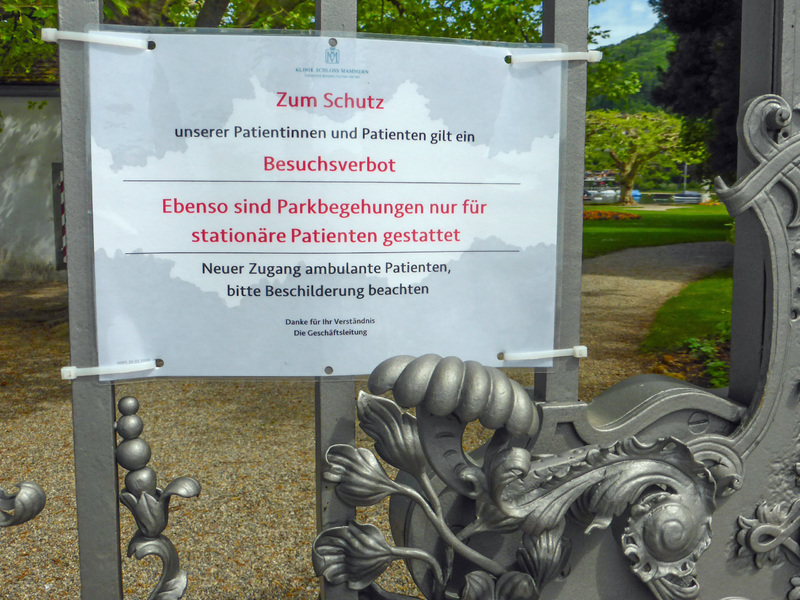 KLINIK SCHLOSS MAMMERN
Zum Schutz
unserer Patientinnen und Patienten gilt ein
Besuchsverbot
Ebenso sind Parkbegehungen nur für
stationäre Patienten gestattet
Neuer Zugang ambulante Patienten,
bitte Beschilderung beachten
Danke für Ihr Verständnis
Die Geschäftsleitung